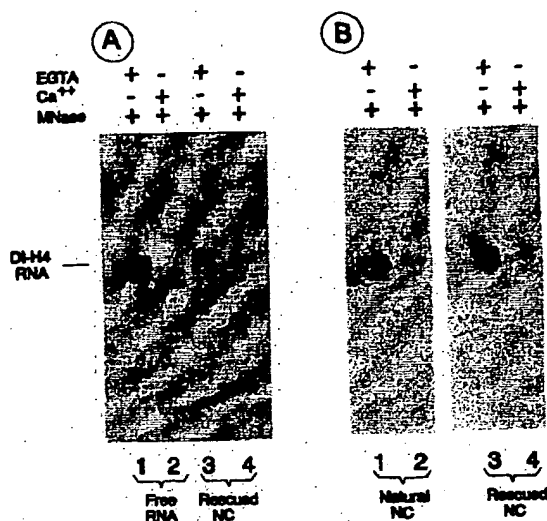 A B
EGTA + - + - + - + -
Ca++ - + - + - + - +
MNase + + + + + + + +
DI-H4
RNA
1 2 3 4 1 2 3 4
Free Rescued Natural Rescued
RNA NC NC NC